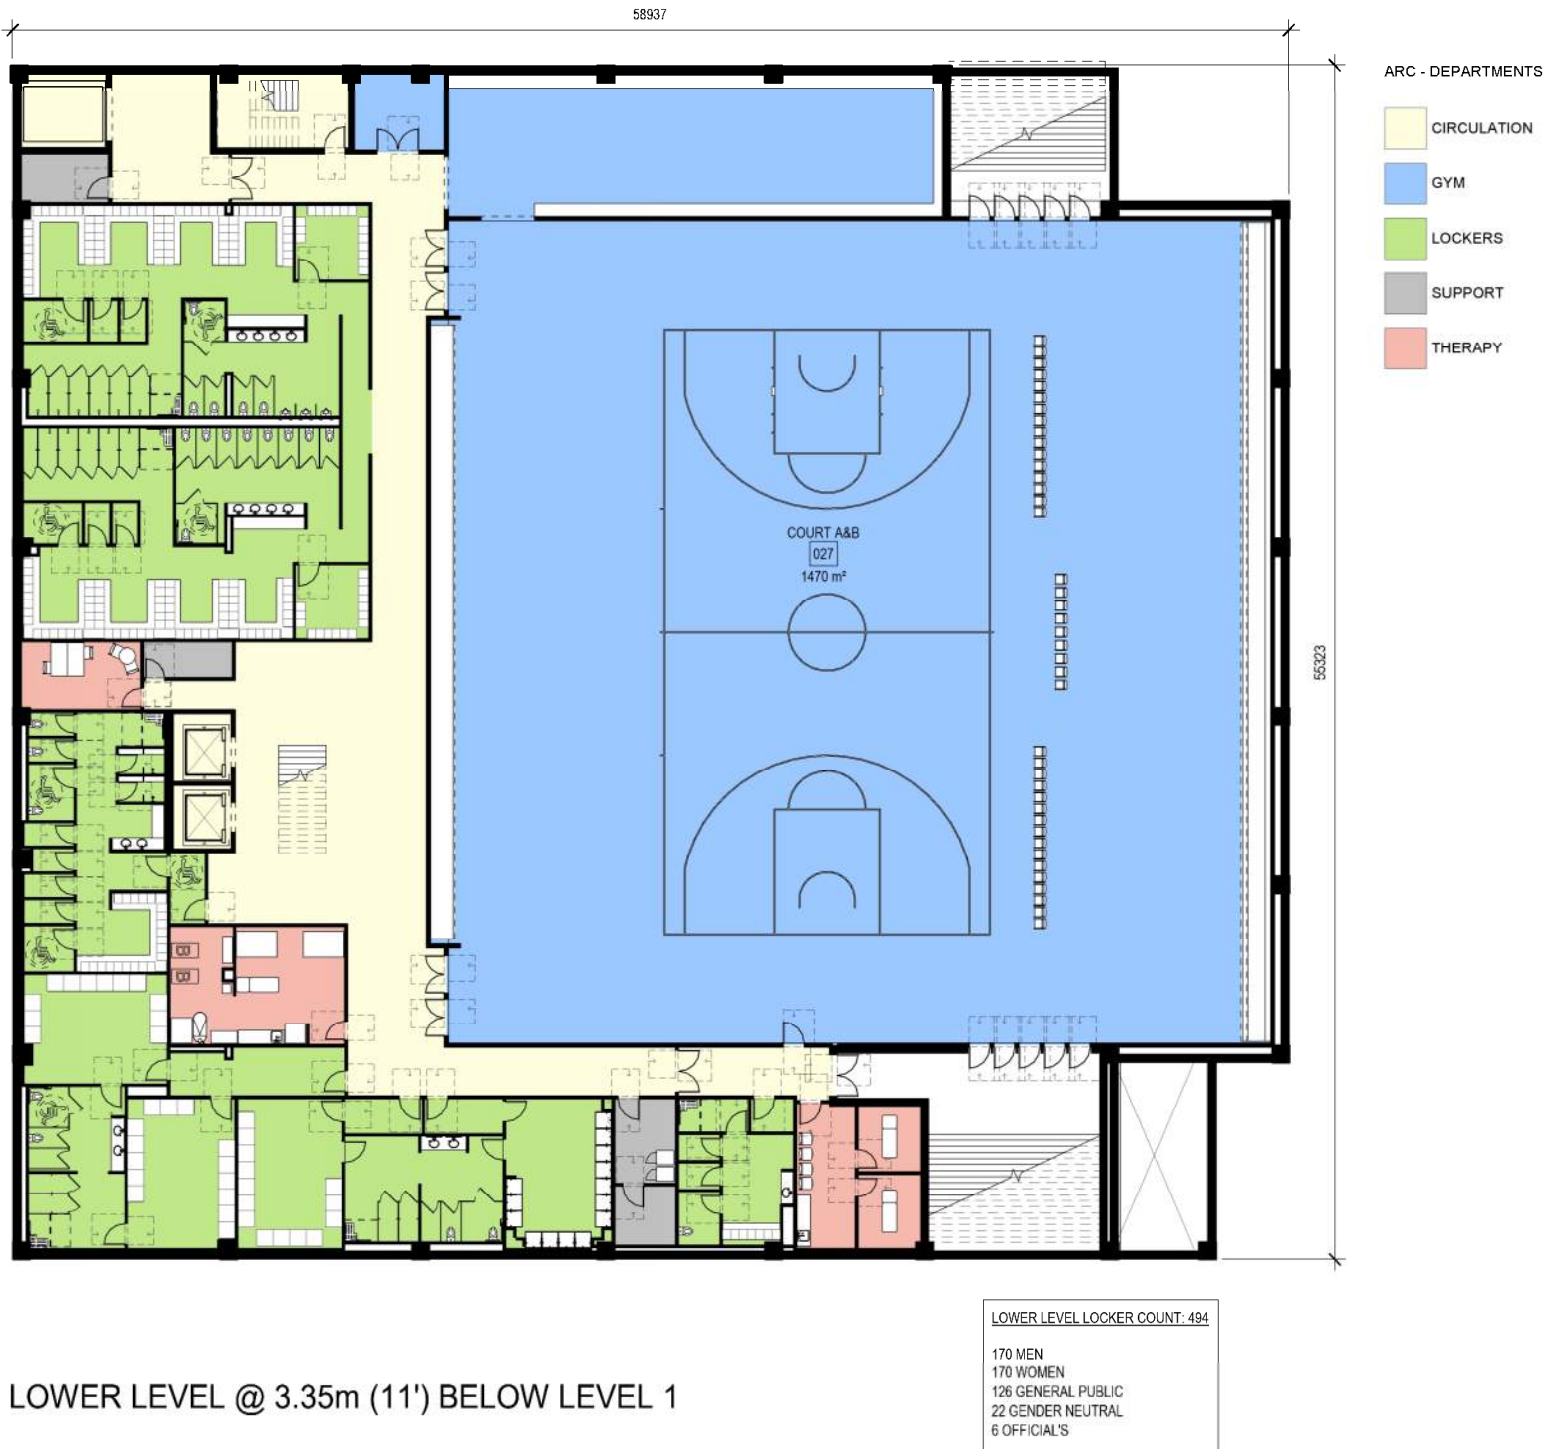 58937
ARC - DEPARTMENTS
CIRCULATION
GYM
LOCKERS
SUPPORT
THERAPY
COURT A&B
027
1470 m²
55323
LOWER LEVEL LOCKER COUNT: 494
170 MEN
170 WOMEN
126 GENERAL PUBLIC
22 GENDER NEUTRAL
6 OFFICIAL'S
LOWER LEVEL @ 3.35m (11') BELOW LEVEL 1